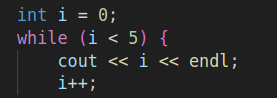 int i = 0;
while (i < 5) {
    cout << i << endl;
    i++;